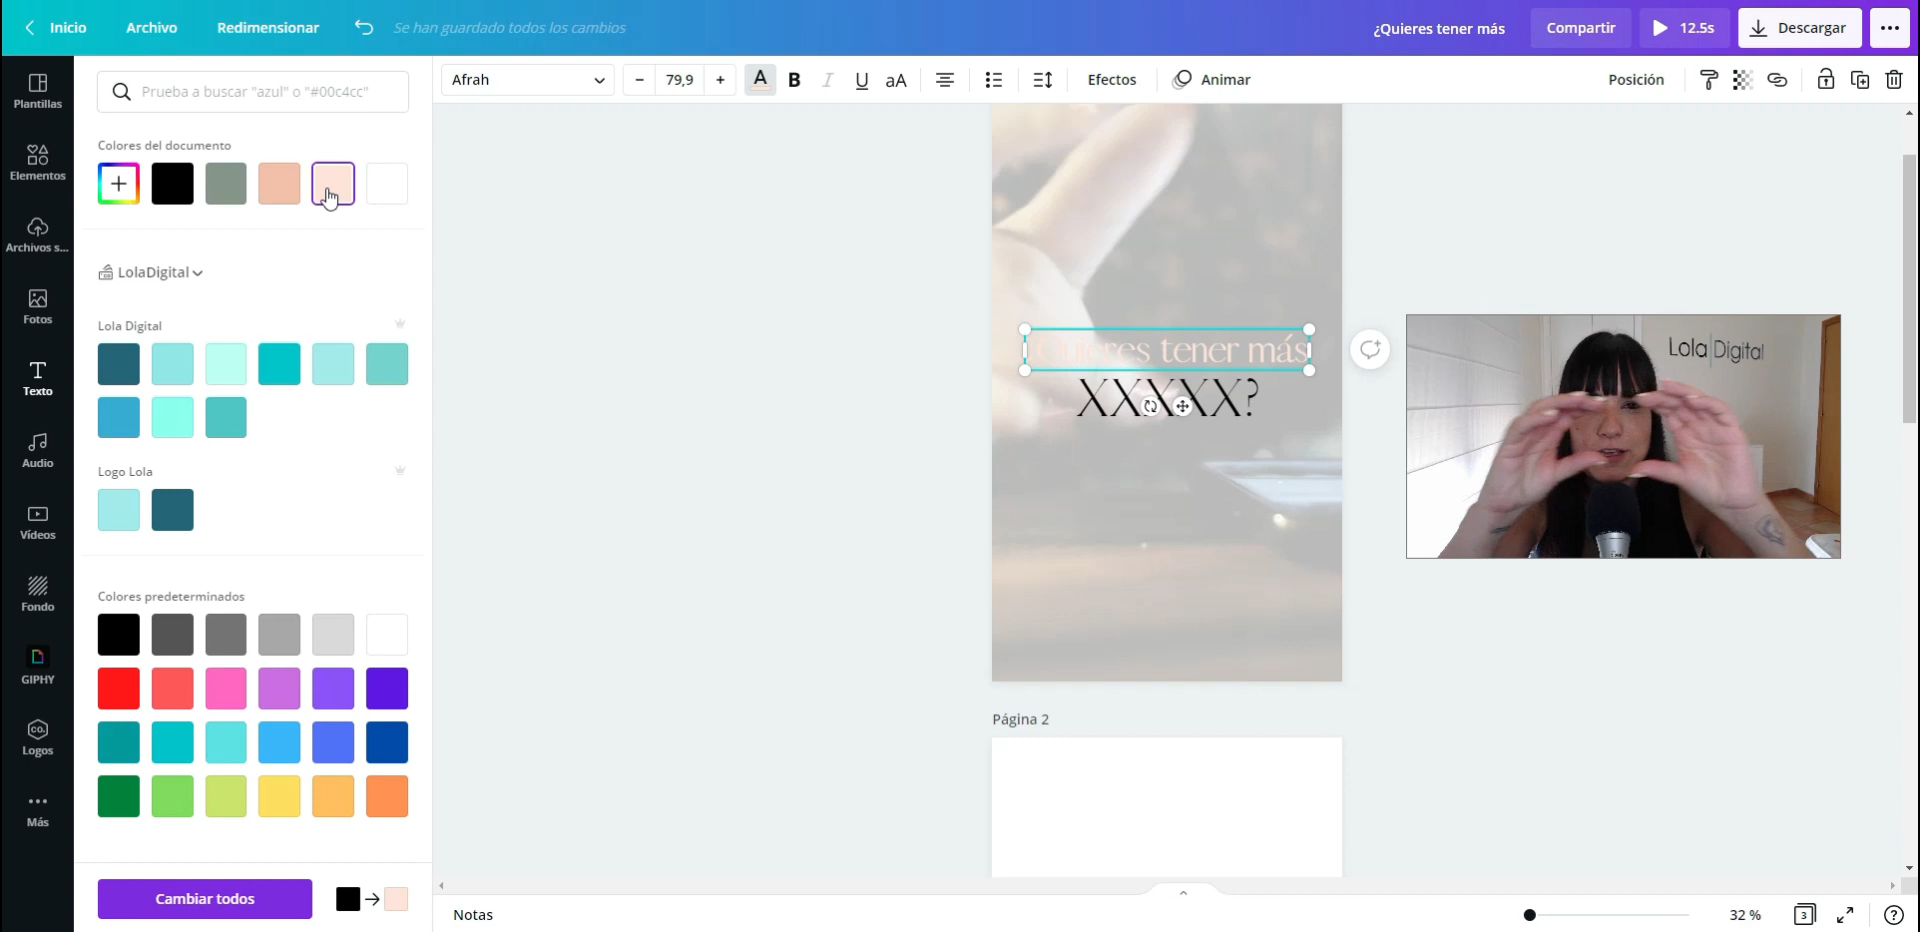 Inicio
Archivo
Redimensionar
Se han guardado todos los cambios
¿Quieres tener más
Compartir
12.5s
Descargar
Plantillas
Elementos
Archivos s...
Fotos
Texto
Audio
Vídeos
Fondo
GIPHY
CO.
Logos
Más
Prueba a buscar "azul" o "#00c4cc"
Colores del documento
LolaDigital
Lola Digital
Logo Lola
Colores predeterminados
Cambiar todos
Afrah
79,9
A
B
I
U
aA
Efectos
Animar
Posición
¿Quieres tener más
XXXXX?
Lola|Digital
Página 2
Notas
32 %
3
?